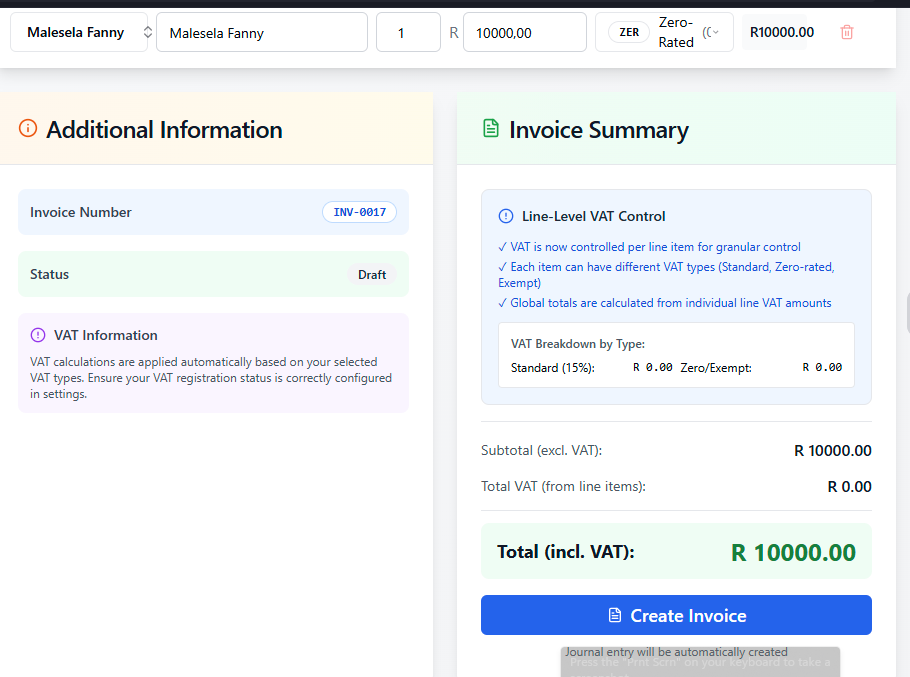 Malesela Fanny Malesela Fanny 1 R 10000,00 ZER Zero-Rated R10000.00
Additional Information
Invoice Number INV-0017
Status Draft
VAT Information
VAT calculations are applied automatically based on your selected
VAT types. Ensure your VAT registration status is correctly configured
in settings.
Invoice Summary
Line-Level VAT Control
✓ VAT is now controlled per line item for granular control
✓ Each item can have different VAT types (Standard, Zero-rated,
Exempt)
✓ Global totals are calculated from individual line VAT amounts
VAT Breakdown by Type:
Standard (15%): R 0.00 Zero/Exempt: R 0.00
Subtotal (excl. VAT): R 10000.00
Total VAT (from line items): R 0.00
Total (incl. VAT): R 10000.00
Create Invoice
Journal entry will be automatically created
Press the "Prnt Scrn" on your keyboard to take a